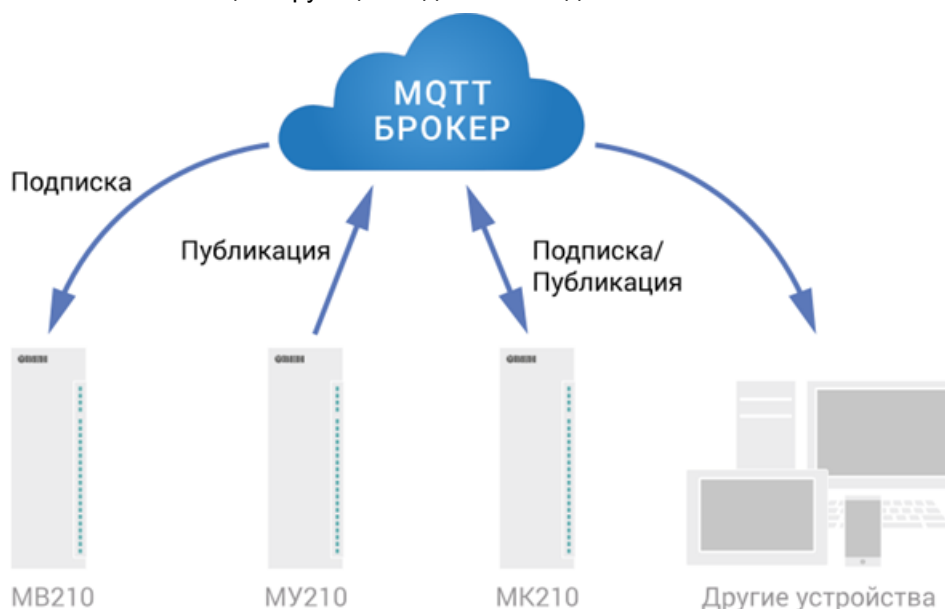 MQTT
БРОКЕР
Подписка
Публикация
Подписка/
Публикация
МВ210
МУ210
МК210
Другие устройства